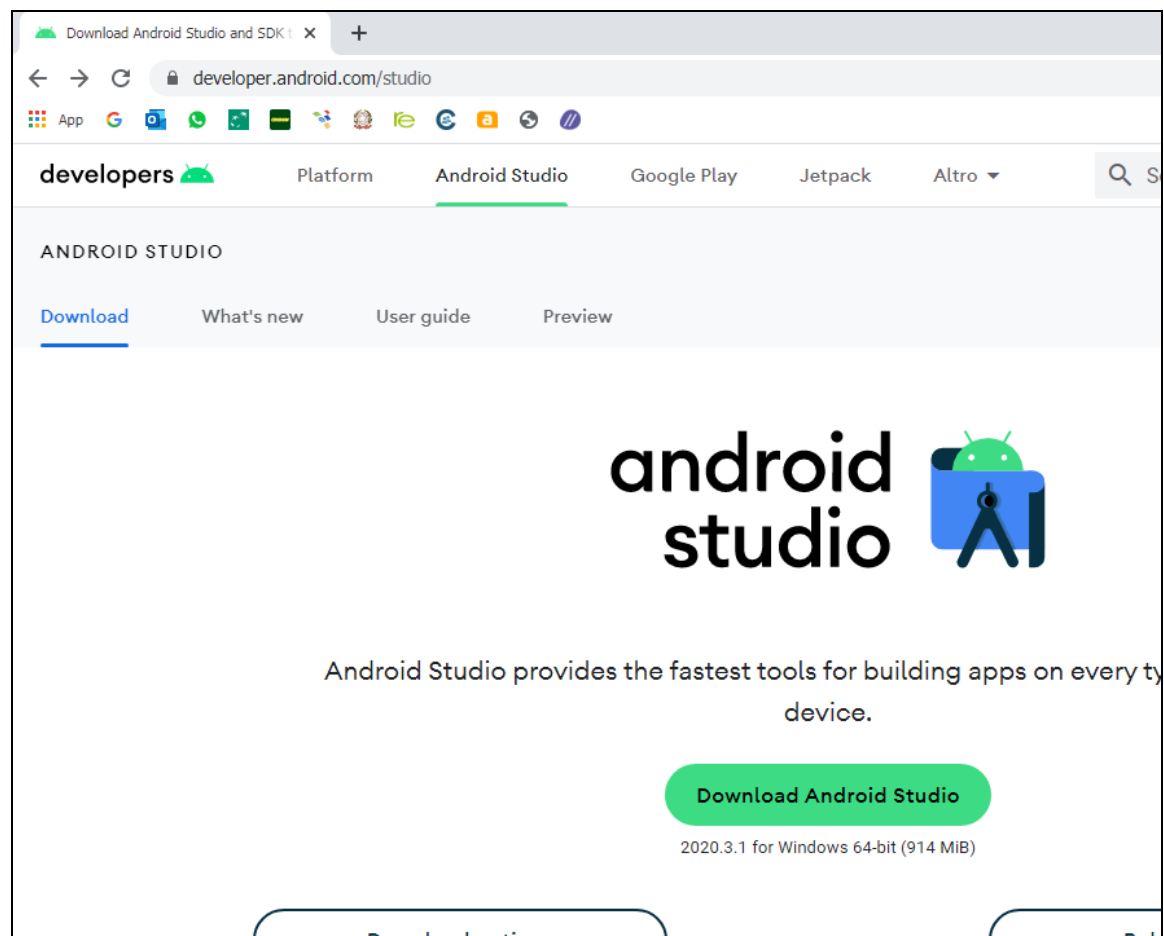 Download Android Studio and SDK t
developer.android.com/studio
App
developers Platform Android Studio Google Play Jetpack Altro
ANDROID STUDIO
Download What's new User guide Preview
android
studio
Android Studio provides the fastest tools for building apps on every ty
device.
Download Android Studio
2020.3.1 for Windows 64-bit (914 MiB)